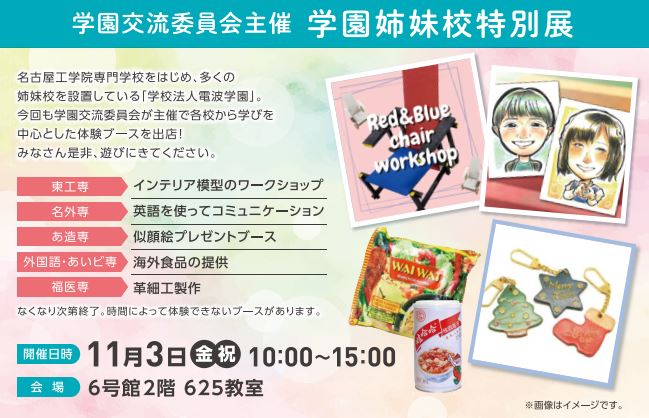 学園交流委員会主催 学園姉妹校特別展
名古屋工学院専門学校をはじめ、多くの
姉妹校を設置している「学校法人電波学園」。
今回も学園交流委員会が主催で各校から学びを
中心とした体験ブースを出店!
みなさん是非、遊びにきてください。
東工専 インテリア模型のワークショップ
名外専 英語を使ってコミュニケーション
あ造専 似顔絵プレゼントブース
外国語・あいビ専 海外食品の提供
福医専 革細工製作
なくなり次第終了。時間によって体験できないブースがあります。
開催日時 11月3日金祝 10:00〜15:00
会場 6号館2階 625教室
Red&Blue
chair
workshop
WAI WAI
哈哈
Merry
※画像はイメージです。